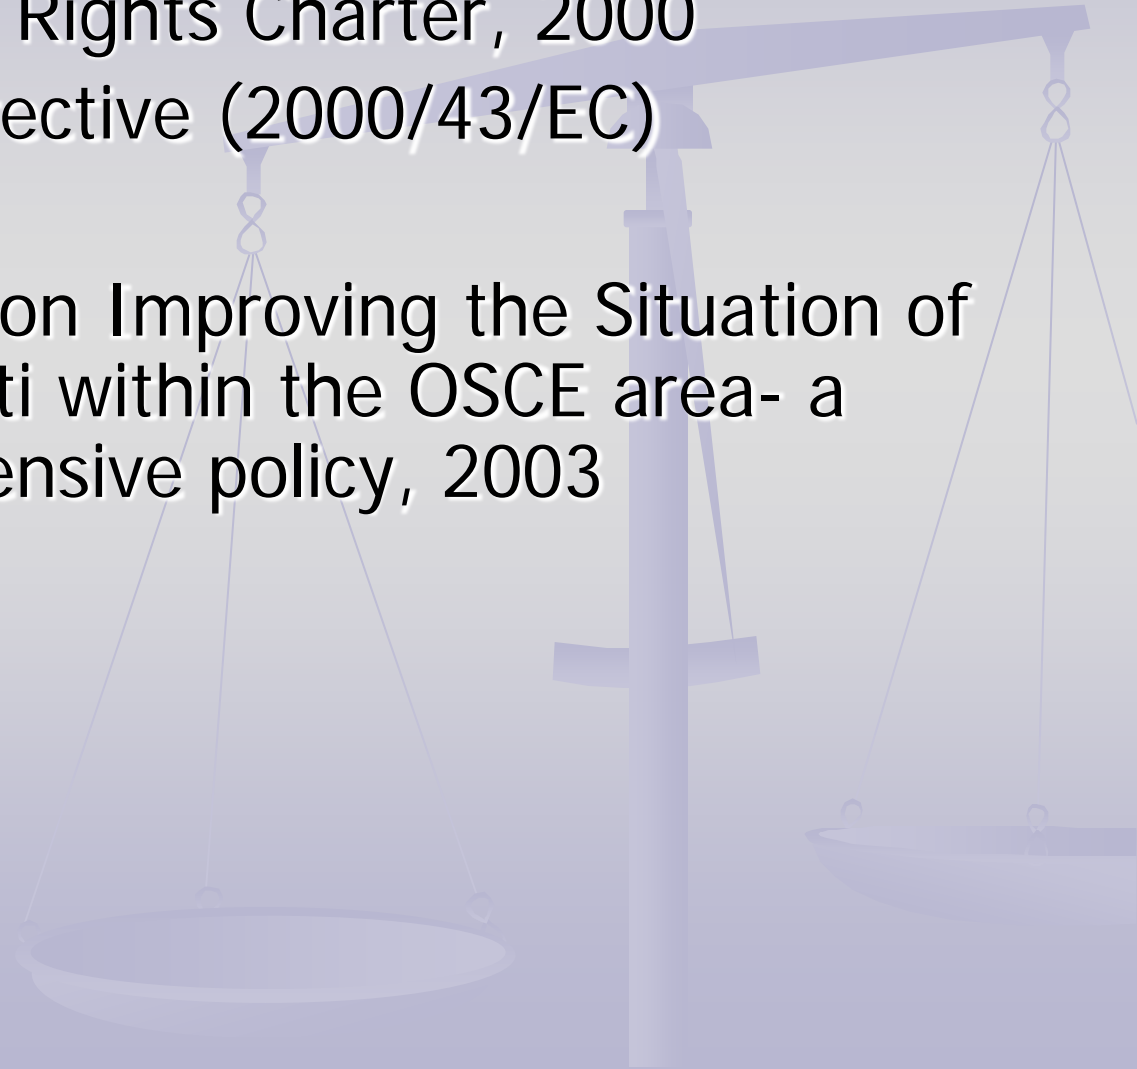 Rights Charter, 2000
ective (2000/43/EC)
on Improving the Situation of
ti within the OSCE area- a
ensive policy, 2003